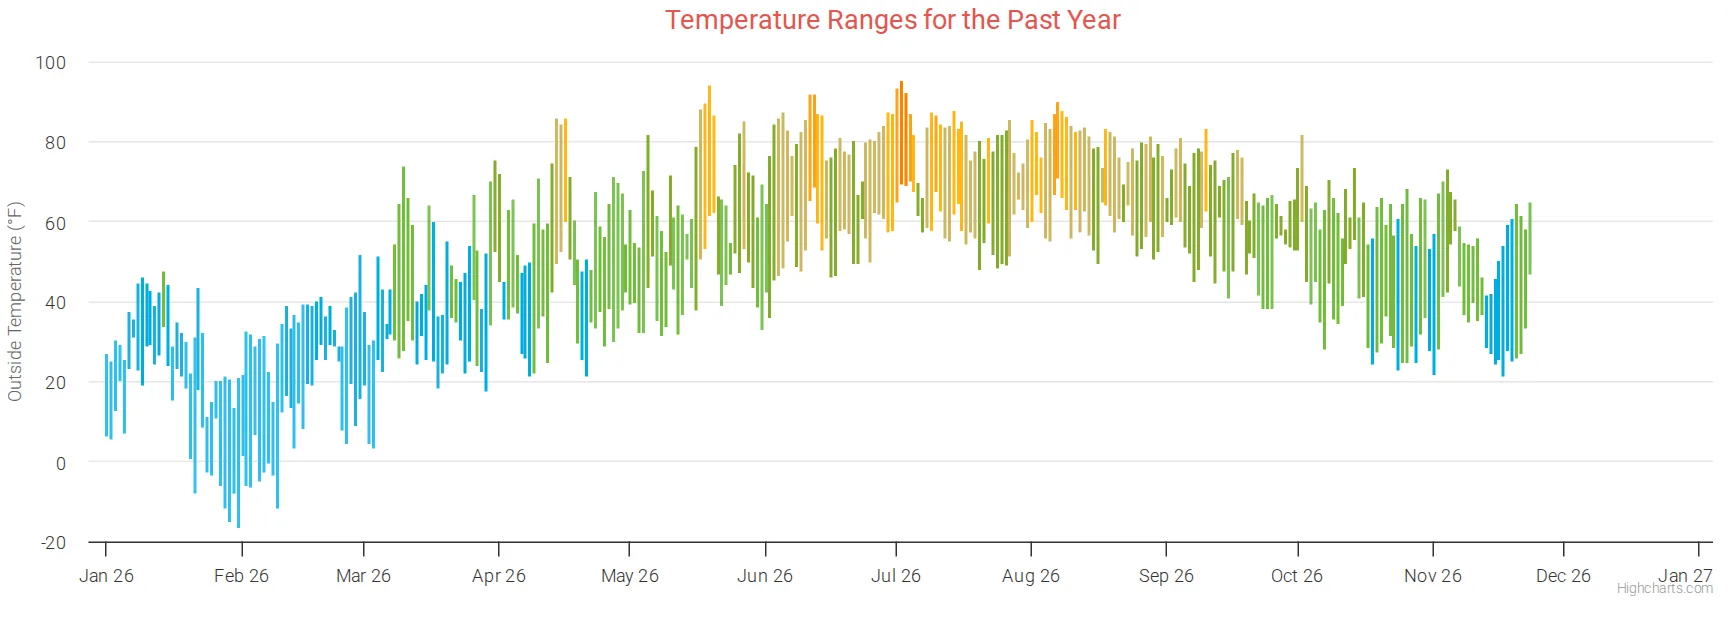 Temperature Ranges for the Past Year
Outside Temperature (°F)
100
80
60
40
20
0
-20
Jan 26 Feb 26 Mar 26 Apr 26 May 26 Jun 26 Jul 26 Aug 26 Sep 26 Oct 26 Nov 26 Dec 26 Jan 27
Highcharts.com